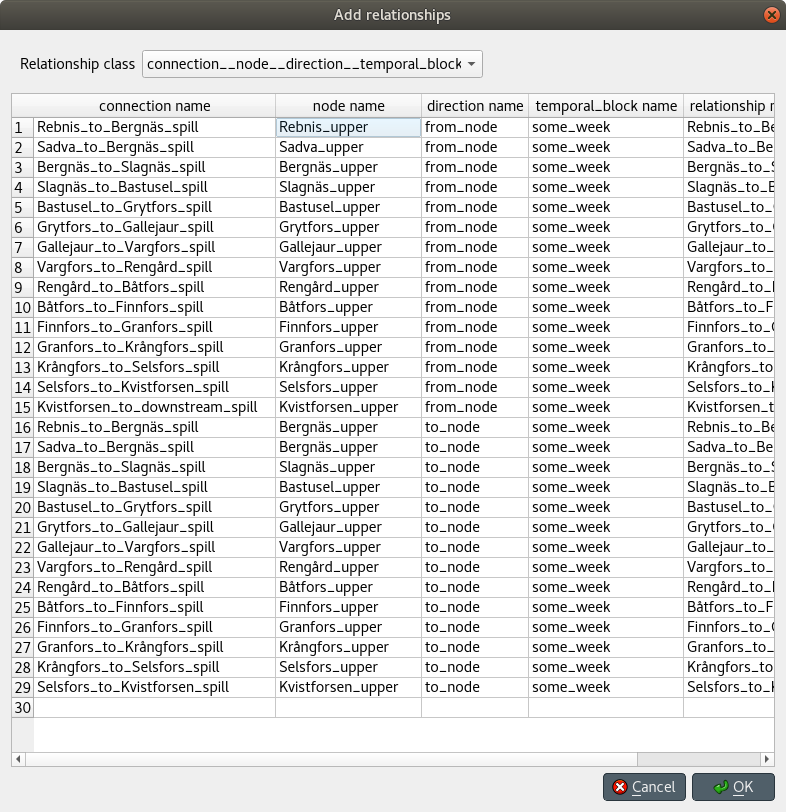 Add relationships
Relationship class connection__node__direction__temporal_block
connection name node name direction name temporal_block name relationship n
1 Rebnis_to_Bergnäs_spill Rebnis_upper from_node some_week Rebnis_to_Be
2 Sadva_to_Bergnäs_spill Sadva_upper from_node some_week Sadva_to_Be
3 Bergnäs_to_Slagnäs_spill Bergnäs_upper from_node some_week Bergnäs_to_S
4 Slagnäs_to_Bastusel_spill Slagnäs_upper from_node some_week Slagnäs_to_B
5 Bastusel_to_Grytfors_spill Bastusel_upper from_node some_week Bastusel_to_G
6 Grytfors_to_Gallejaur_spill Grytfors_upper from_node some_week Grytfors_to_G
7 Gallejaur_to_Vargfors_spill Gallejaur_upper from_node some_week Gallejaur_to_
8 Vargfors_to_Rengård_spill Vargfors_upper from_node some_week Vargfors_to_
9 Rengård_to_Båtfors_spill Rengård_upper from_node some_week Rengård_to_
10 Båtfors_to_Finnfors_spill Båtfors_upper from_node some_week Båtfors_to_F
11 Finnfors_to_Granfors_spill Finnfors_upper from_node some_week Finnfors_to_G
12 Granfors_to_Krångfors_spill Granfors_upper from_node some_week Granfors_to_
13 Krångfors_to_Selsfors_spill Krångfors_upper from_node some_week Krångfors_to
14 Selsfors_to_Kvistforsen_spill Selsfors_upper from_node some_week Selsfors_to_K
15 Kvistforsen_to_downstream_spill Kvistforsen_upper from_node some_week Kvistforsen_t
16 Rebnis_to_Bergnäs_spill Bergnäs_upper to_node some_week Rebnis_to_Be
17 Sadva_to_Bergnäs_spill Bergnäs_upper to_node some_week Sadva_to_Be
18 Bergnäs_to_Slagnäs_spill Slagnäs_upper to_node some_week Bergnäs_to_S
19 Slagnäs_to_Bastusel_spill Bastusel_upper to_node some_week Slagnäs_to_B
20 Bastusel_to_Grytfors_spill Grytfors_upper to_node some_week Bastusel_to_G
21 Grytfors_to_Gallejaur_spill Gallejaur_upper to_node some_week Grytfors_to_G
22 Gallejaur_to_Vargfors_spill Vargfors_upper to_node some_week Gallejaur_to_
23 Vargfors_to_Rengård_spill Rengård_upper to_node some_week Vargfors_to_
24 Rengård_to_Båtfors_spill Båtfors_upper to_node some_week Rengård_to_
25 Båtfors_to_Finnfors_spill Finnfors_upper to_node some_week Båtfors_to_F
26 Finnfors_to_Granfors_spill Granfors_upper to_node some_week Finnfors_to_G
27 Granfors_to_Krångfors_spill Krångfors_upper to_node some_week Granfors_to_
28 Krångfors_to_Selsfors_spill Selsfors_upper to_node some_week Krångfors_to
29 Selsfors_to_Kvistforsen_spill Kvistforsen_upper to_node some_week Selsfors_to_K
30
Cancel OK